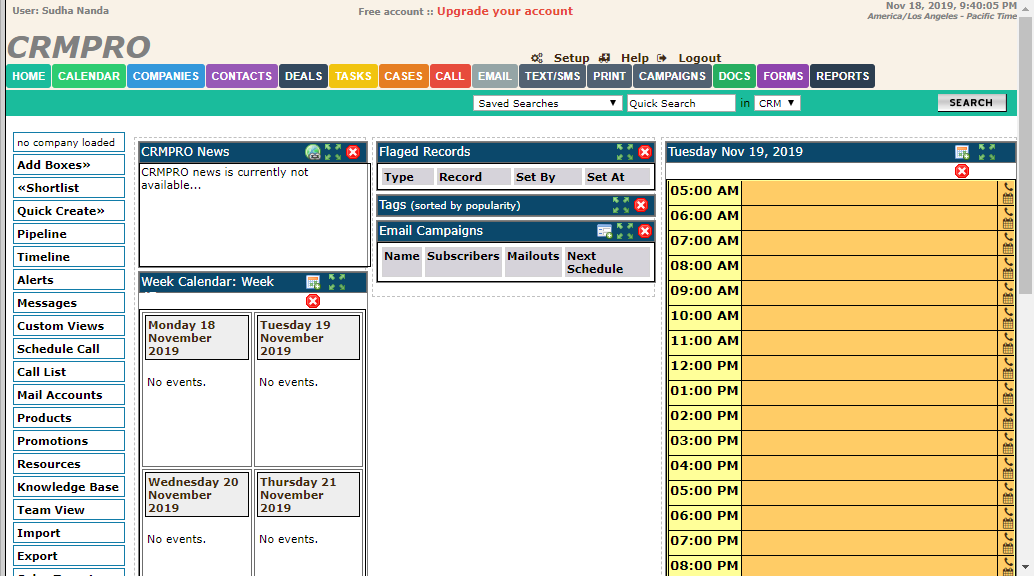 User: Sudha Nanda
Free account :: Upgrade your account
Nov 18, 2019, 9:40:05 PM
America/Los Angeles - Pacific Time
CRMPRO
Setup Help Logout
HOME CALENDAR COMPANIES CONTACTS DEALS TASKS CASES CALL EMAIL TEXT/SMS PRINT CAMPAIGNS DOCS FORMS REPORTS
Saved Searches Quick Search in CRM SEARCH
no company loaded
Add Boxes»
«Shortlist
Quick Create»
Pipeline
Timeline
Alerts
Messages
Custom Views
Schedule Call
Call List
Mail Accounts
Products
Promotions
Resources
Knowledge Base
Team View
Import
Export
CRMPRO News
CRMPRO news is currently not
available...
Week Calendar: Week
Monday 18
November
2019
No events.
Tuesday 19
November
2019
No events.
Wednesday 20
November
2019
No events.
Thursday 21
November
2019
No events.
Flaged Records
Type Record Set By Set At
Tags (sorted by popularity)
Email Campaigns
Name Subscribers Mailouts Next
Schedule
Tuesday Nov 19, 2019
05:00 AM
06:00 AM
07:00 AM
08:00 AM
09:00 AM
10:00 AM
11:00 AM
12:00 PM
01:00 PM
02:00 PM
03:00 PM
04:00 PM
05:00 PM
06:00 PM
07:00 PM
08:00 PM